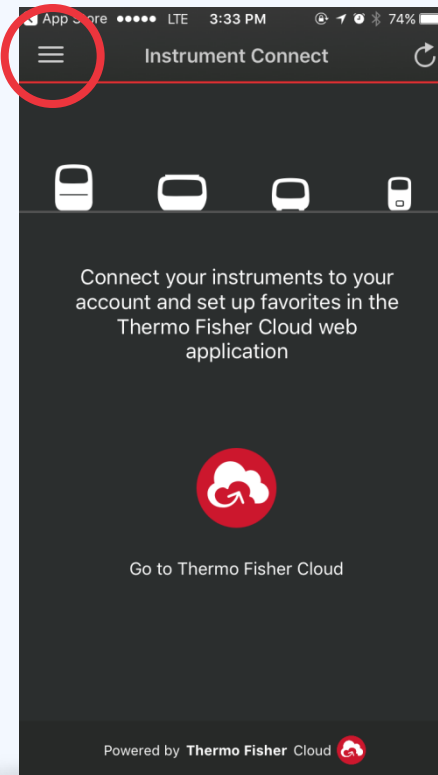 App Store LTE 3:33 PM 74%
Instrument Connect
Connect your instruments to your
account and set up favorites in the
Thermo Fisher Cloud web
application
Go to Thermo Fisher Cloud
Powered by Thermo Fisher Cloud